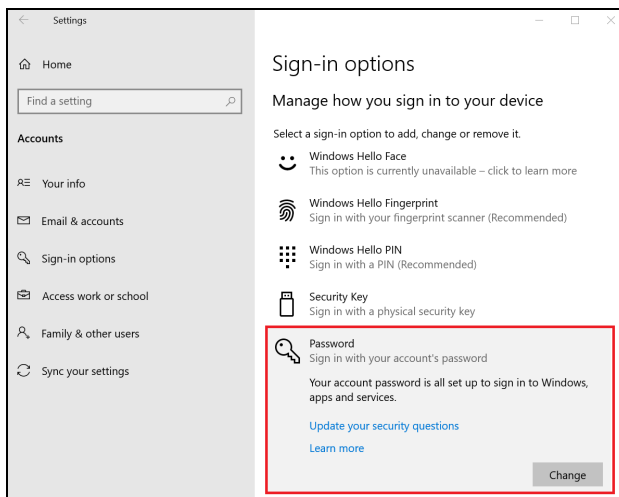 Settings
Home
Find a setting
Accounts
Your info
Email & accounts
Sign-in options
Access work or school
Family & other users
Sync your settings
Sign-in options
Manage how you sign in to your device
Select a sign-in option to add, change or remove it.
Windows Hello Face
This option is currently unavailable – click to learn more
Windows Hello Fingerprint
Sign in with your fingerprint scanner (Recommended)
Windows Hello PIN
Sign in with a PIN (Recommended)
Security Key
Sign in with a physical security key
Password
Sign in with your account's password
Your account password is all set up to sign in to Windows,
apps and services.
Update your security questions
Learn more
Change